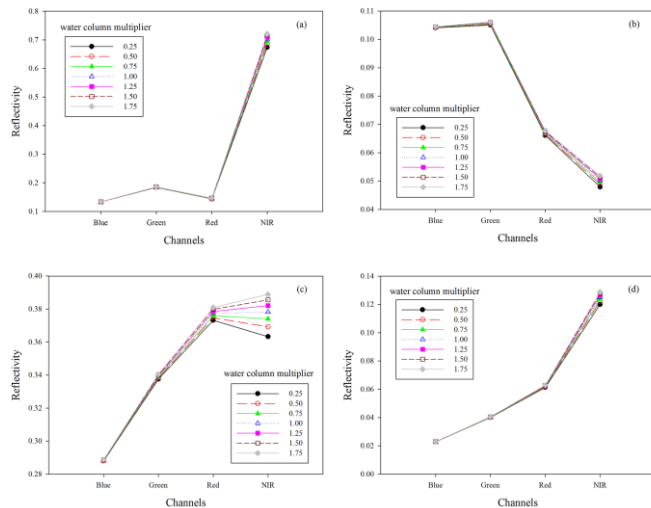 (a)
0.8
0.7
0.6
0.5
0.4
0.3
0.2
0.1
Reflectivity
water column multiplier
0.25
0.50
0.75
1.00
1.25
1.50
1.75
Blue
Green
Red
NIR
Channels
(b)
0.11
0.10
0.09
0.08
0.07
0.06
0.05
0.04
Reflectivity
water column multiplier
0.25
0.50
0.75
1.00
1.25
1.50
1.75
Blue
Green
Red
NIR
Channels
(c)
0.40
0.38
0.36
0.34
0.32
0.30
0.28
Reflectivity
water column multiplier
0.25
0.50
0.75
1.00
1.25
1.50
1.75
Blue
Green
Red
NIR
Channels
(d)
0.14
0.12
0.10
0.08
0.06
0.04
0.02
0.00
Reflectivity
water column multiplier
0.25
0.50
0.75
1.00
1.25
1.50
1.75
Blue
Green
Red
NIR
Channels